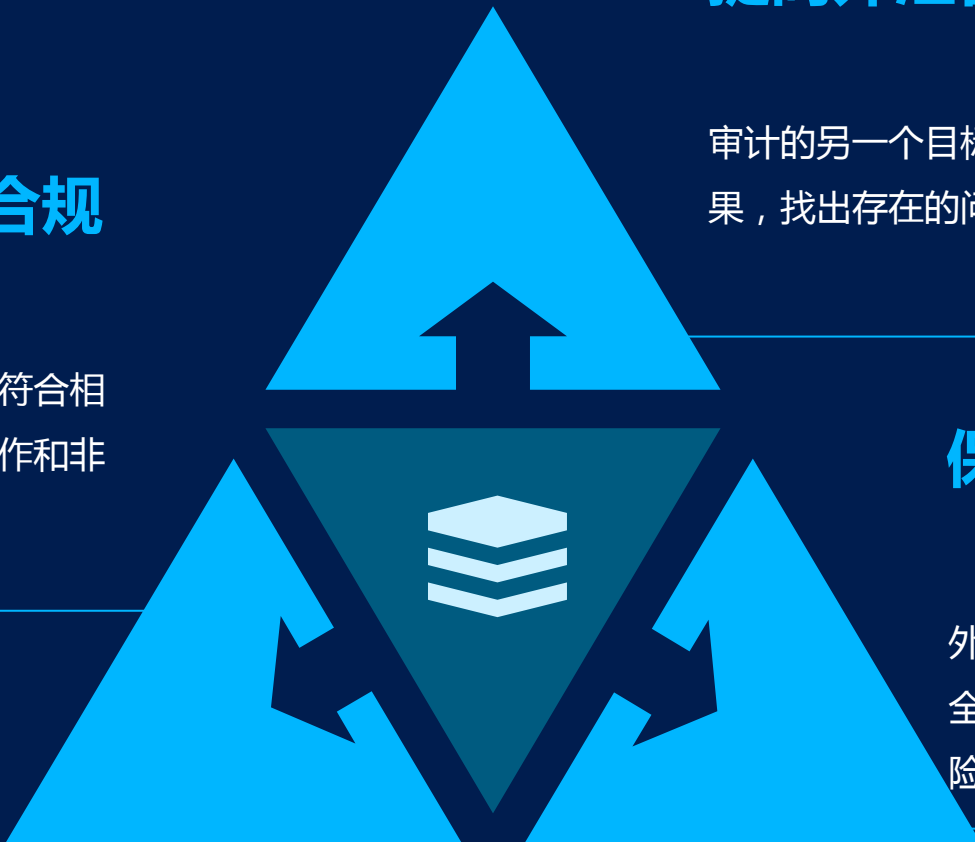 审计的另一个目
果，找出存在的
合规
符合相
作和非
外
全
险